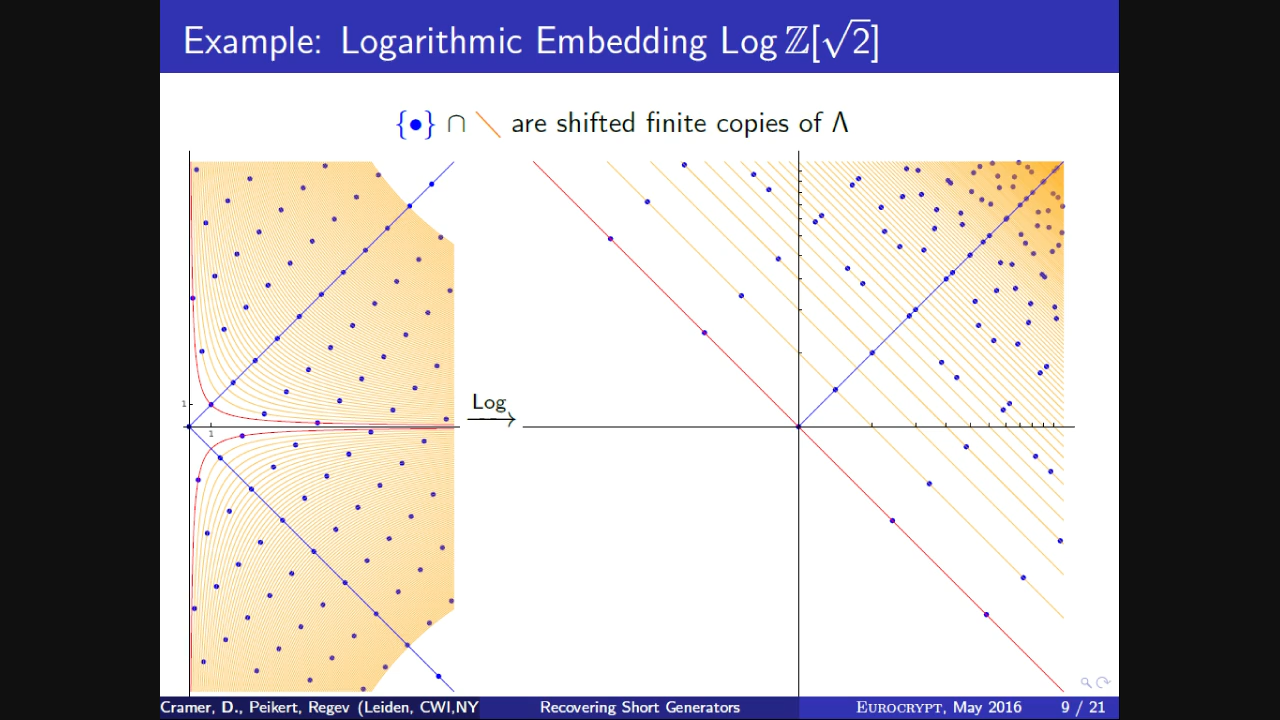 Example: Logarithmic Embedding Log ℤ[√2]
{•} ∩ \ are shifted finite copies of Λ
1
1
Log
Cramer, D., Peikert, Regev (Leiden, CWI,NY
Recovering Short Generators
EUROCRYPT, May 2016
9 / 21